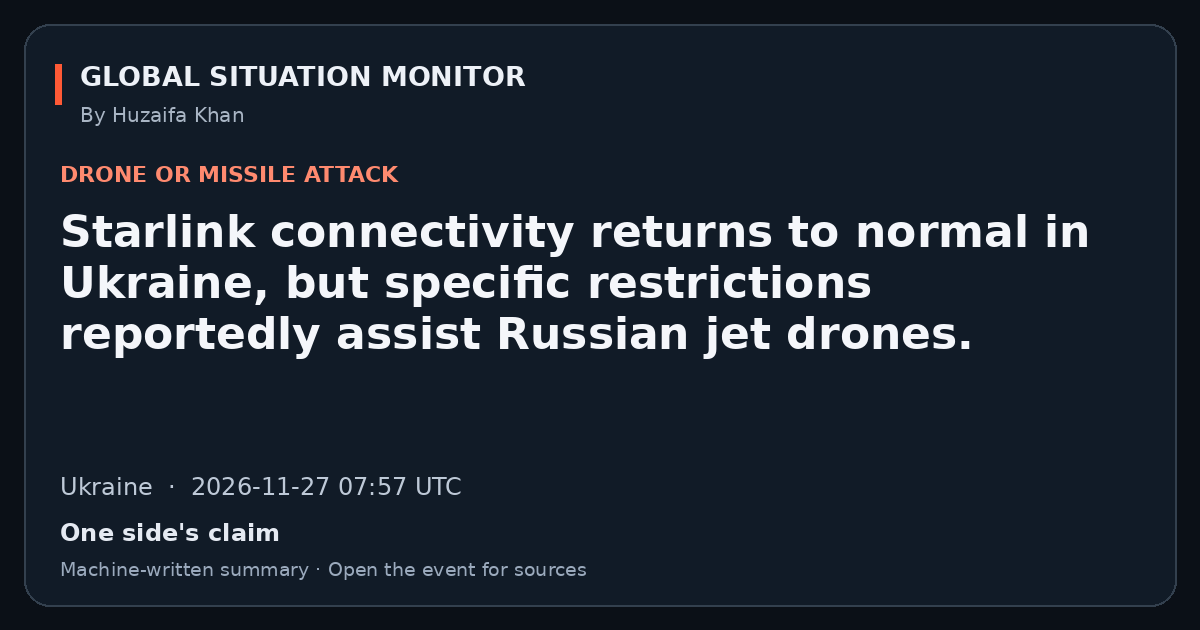 GLOBAL SITUATION MONITOR
By Huzaifa Khan
DRONE OR MISSILE ATTACK
Starlink connectivity returns to normal in
Ukraine, but specific restrictions
reportedly assist Russian jet drones.
Ukraine · 2026-11-27 07:57 UTC
One side's claim
Machine-written summary · Open the event for sources